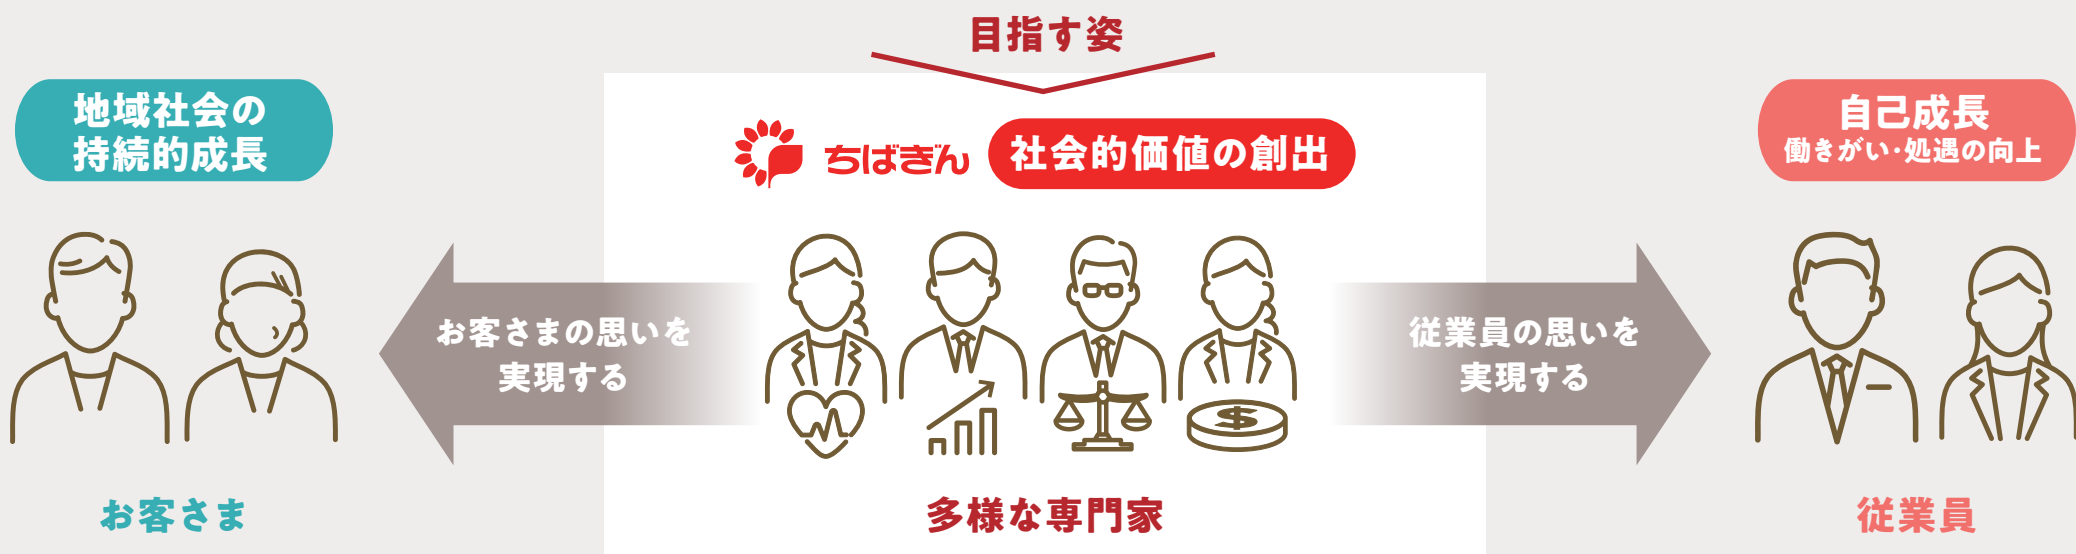 目指す姿
地域社会の
持続的成長
ちばぎん
社会的価値の創出
自己成長
働きがい・処遇の向上
お客さまの思いを
実現する
従業員の思いを
実現する
$
お客さま
多様な専門家
従業員